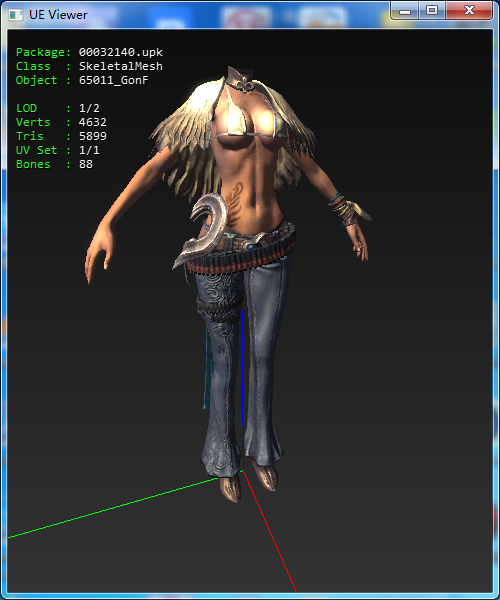 UE Viewer
Package: 00032140.upk
Class : SkeletalMesh
Object : 65011_GonF
LOD : 1/2
Verts : 4632
Tris : 5899
UV Set : 1/1
Bones : 88